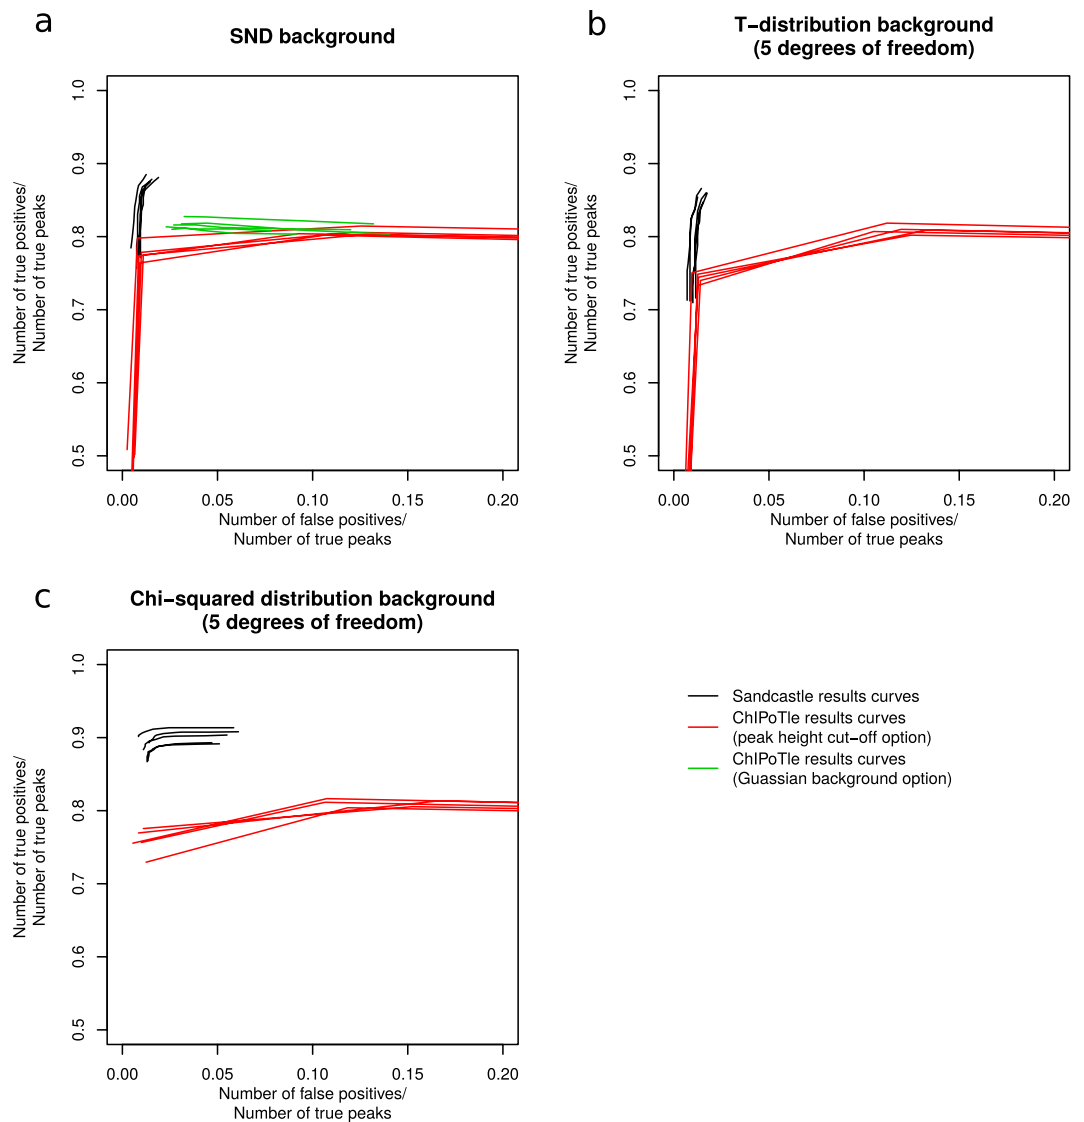 a
SND background
1.0
0.9
0.8
0.7
0.6
0.5
Number of true positives/
Number of true peaks
0.00
0.05
0.10
0.15
0.20
Number of false positives/
Number of true peaks
b
T−distribution background
(5 degrees of freedom)
1.0
0.9
0.8
0.7
0.6
0.5
Number of true positives/
Number of true peaks
0.00
0.05
0.10
0.15
0.20
Number of false positives/
Number of true peaks
c
Chi−squared distribution background
(5 degrees of freedom)
1.0
0.9
0.8
0.7
0.6
0.5
Number of true positives/
Number of true peaks
0.00
0.05
0.10
0.15
0.20
Number of false positives/
Number of true peaks
Sandcastle results curves
ChIPoTle results curves
(peak height cut−off option)
ChIPoTle results curves
(Guassian background option)